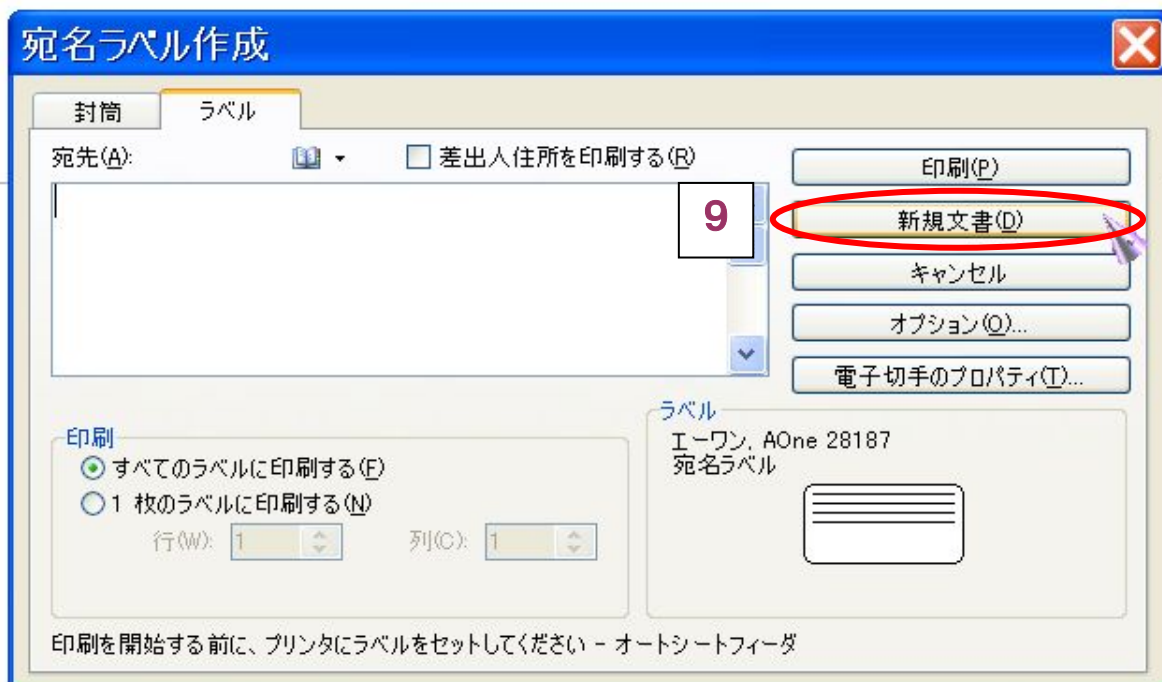 宛名ラベル作成
封筒
ラベル
宛先(A):
差出人住所を印刷する(R)
印刷(P)
9
新規文書(D)
キャンセル
オプション(O)...
電子切手のプロパティ(T)...
印刷
すべてのラベルに印刷する(F)
1 枚のラベルに印刷する(N)
行(W): 1 列(C): 1
ラベル
エーワン, AOne 28187
宛名ラベル
印刷を開始する前に、プリンタにラベルをセットしてください - オートシートフィーダ